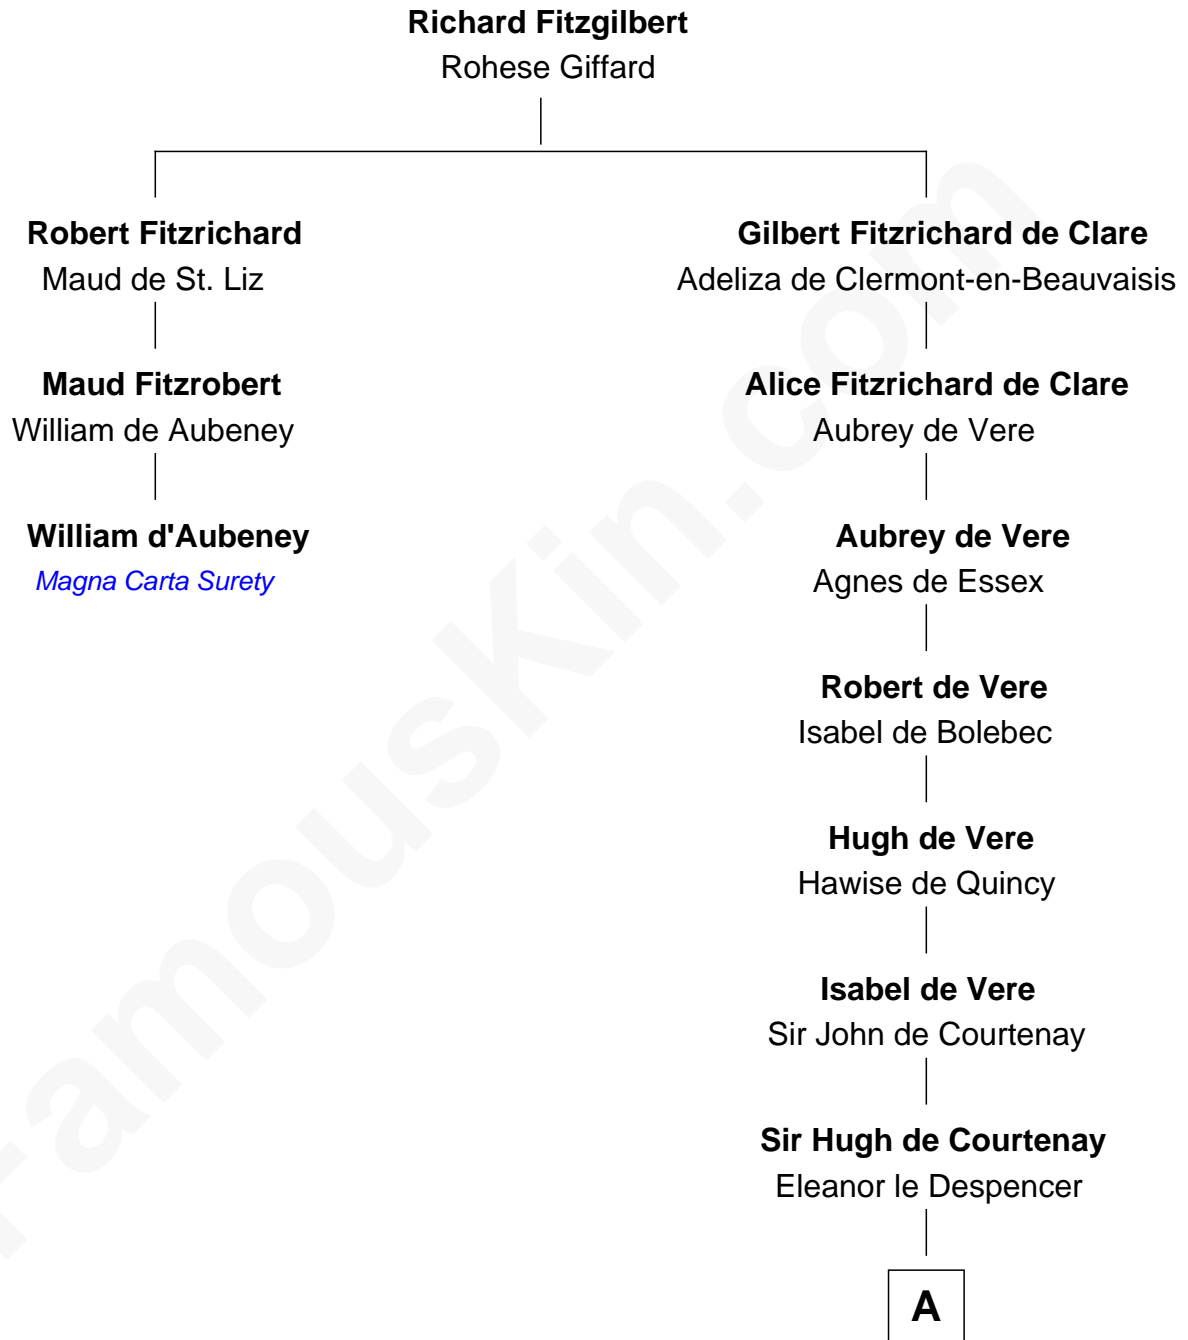 Richard Fitzgilbert
Rohese Giffard
Robert Fitzrichard
Maud de St. Liz
Gilbert Fitzrichard de Clare
Adeliza de Clermont-en-Beauvaisis
Maud Fitzrobert
William de Aubeney
Alice Fitzrichard de Clare
Aubrey de Vere
William d'Aubeney
Magna Carta Surety
Aubrey de Vere
Agnes de Essex
Robert de Vere
Isabel de Bolebec
Hugh de Vere
Hawise de Quincy
Isabel de Vere
Sir John de Courtenay
Sir Hugh de Courtenay
Eleanor le Despencer
A
FamousKin.com